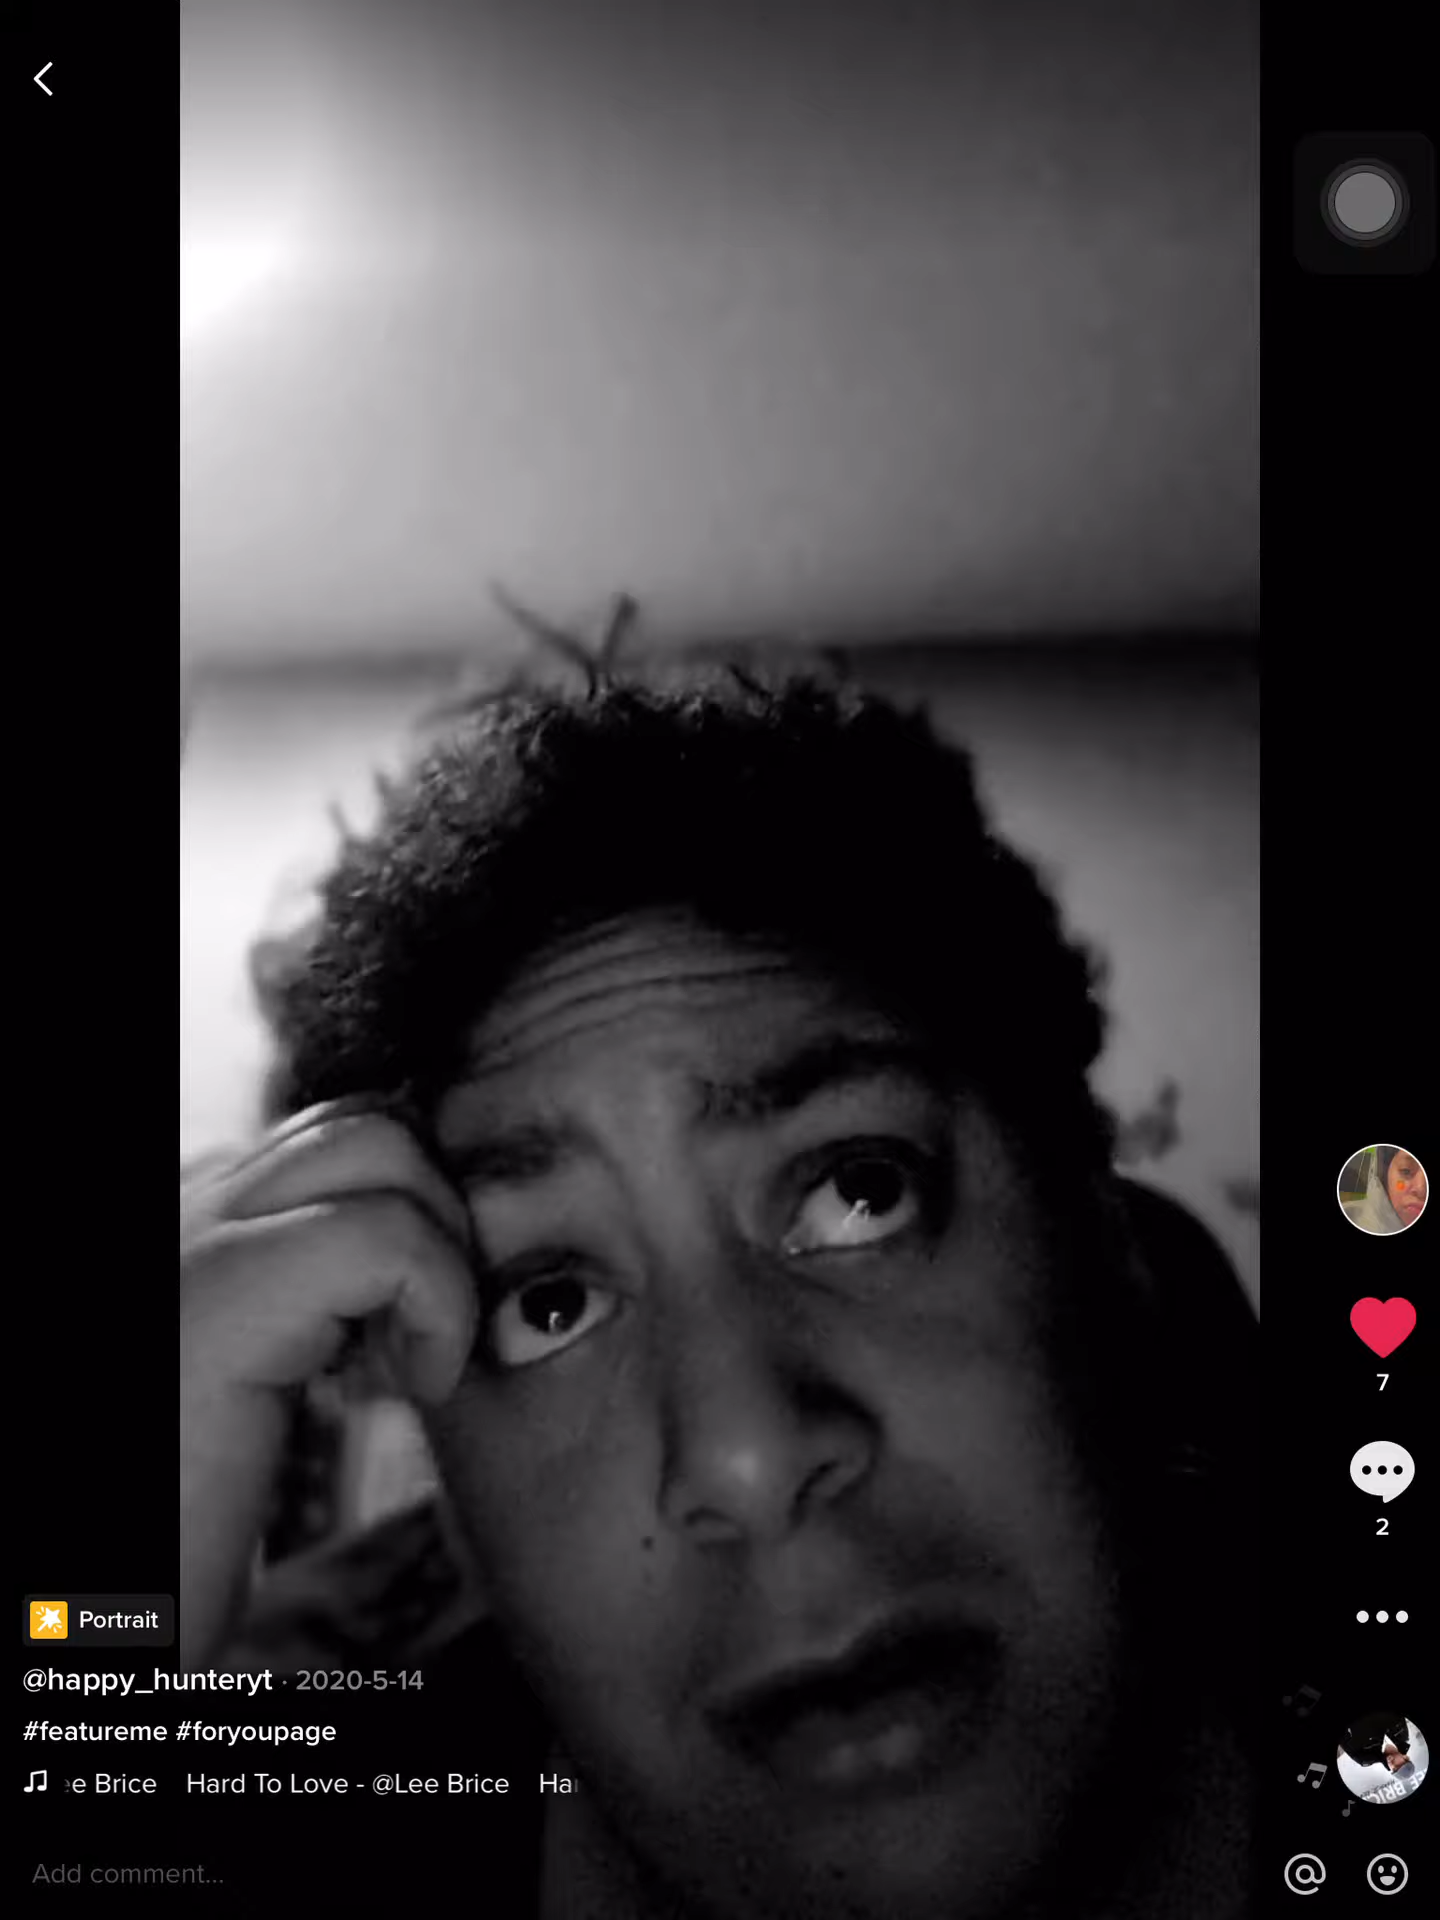 7
2
Portrait
@happy_hunteryt · 2020-5-14
#featureme #foryoupage
e Brice Hard To Love - @Lee Brice Ha
Add comment...